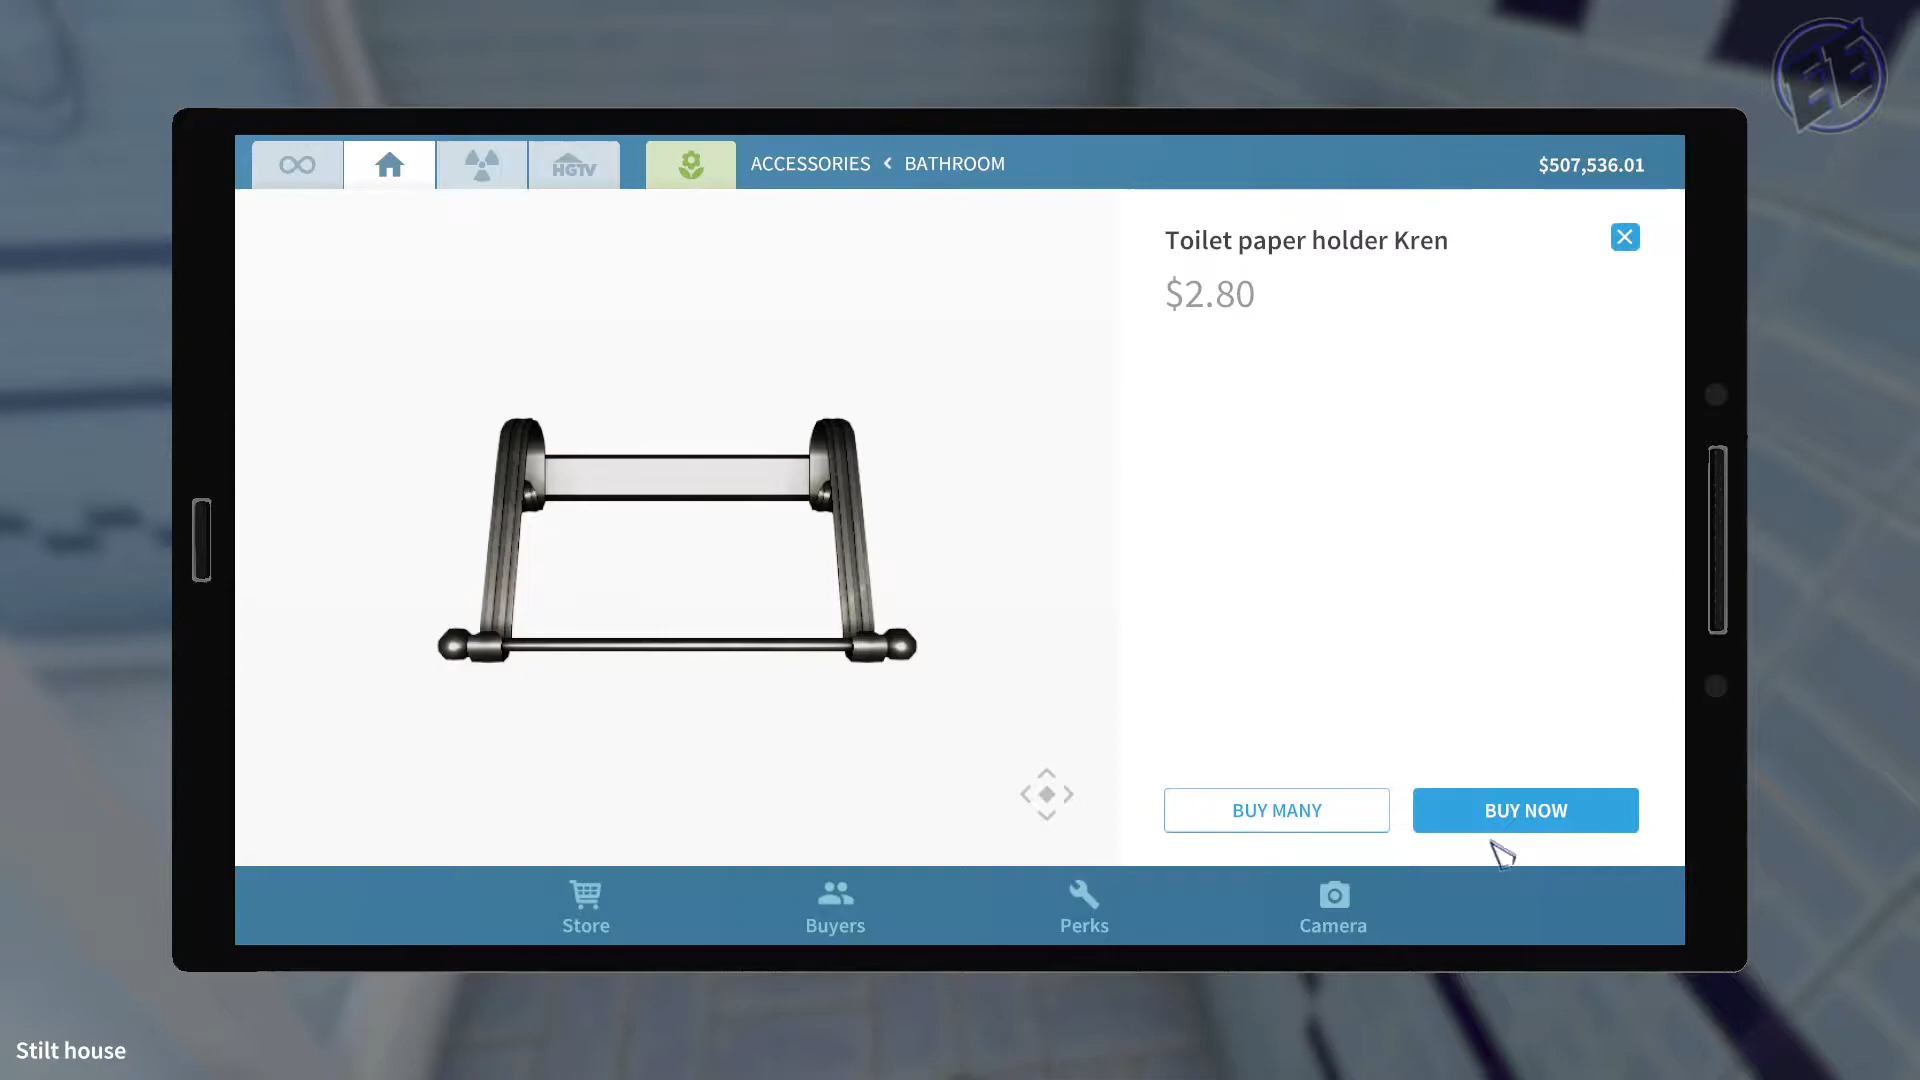 HGTV
ACCESSORIES < BATHROOM
$507,536.01
Toilet paper holder Kren
$2.80
BUY MANY
BUY NOW
Store
Buyers
Perks
Camera
Stilt house
EE